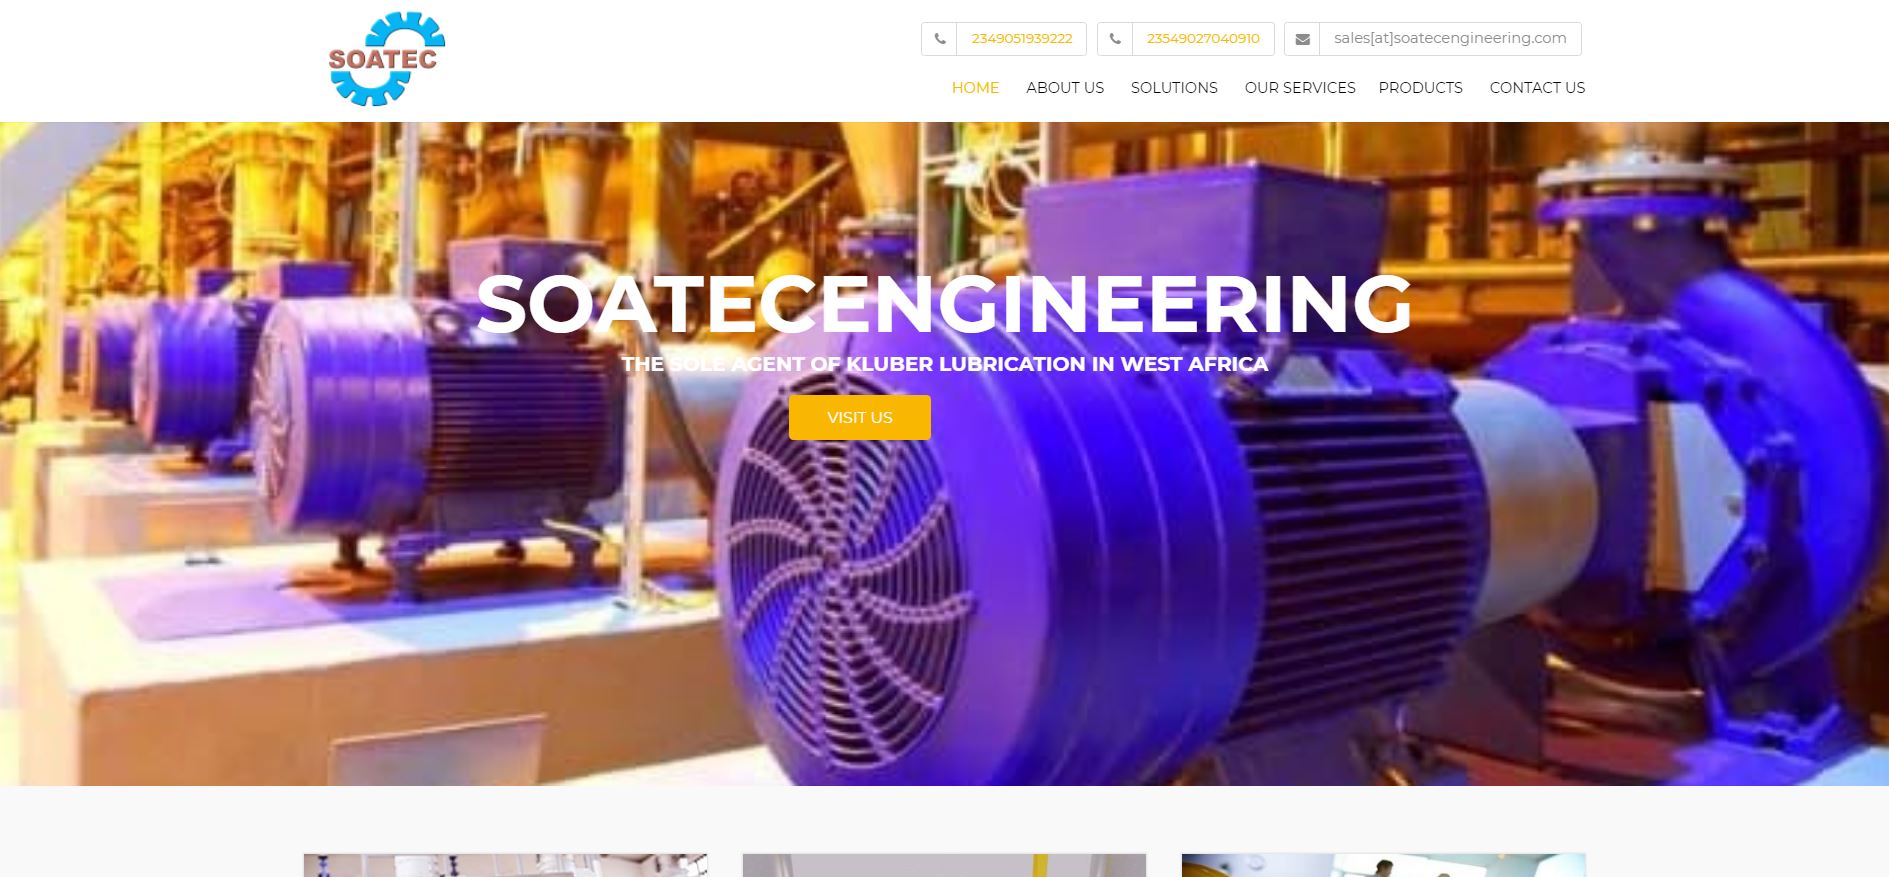 SOATEC
2349051939222
23549027040910
sales[at]soatecengineering.com
HOME
ABOUT US
SOLUTIONS
OUR SERVICES
PRODUCTS
CONTACT US
SOATECENGINEERING
THE SOLE AGENT OF KLUBER LUBRICATION IN WEST AFRICA
VISIT US